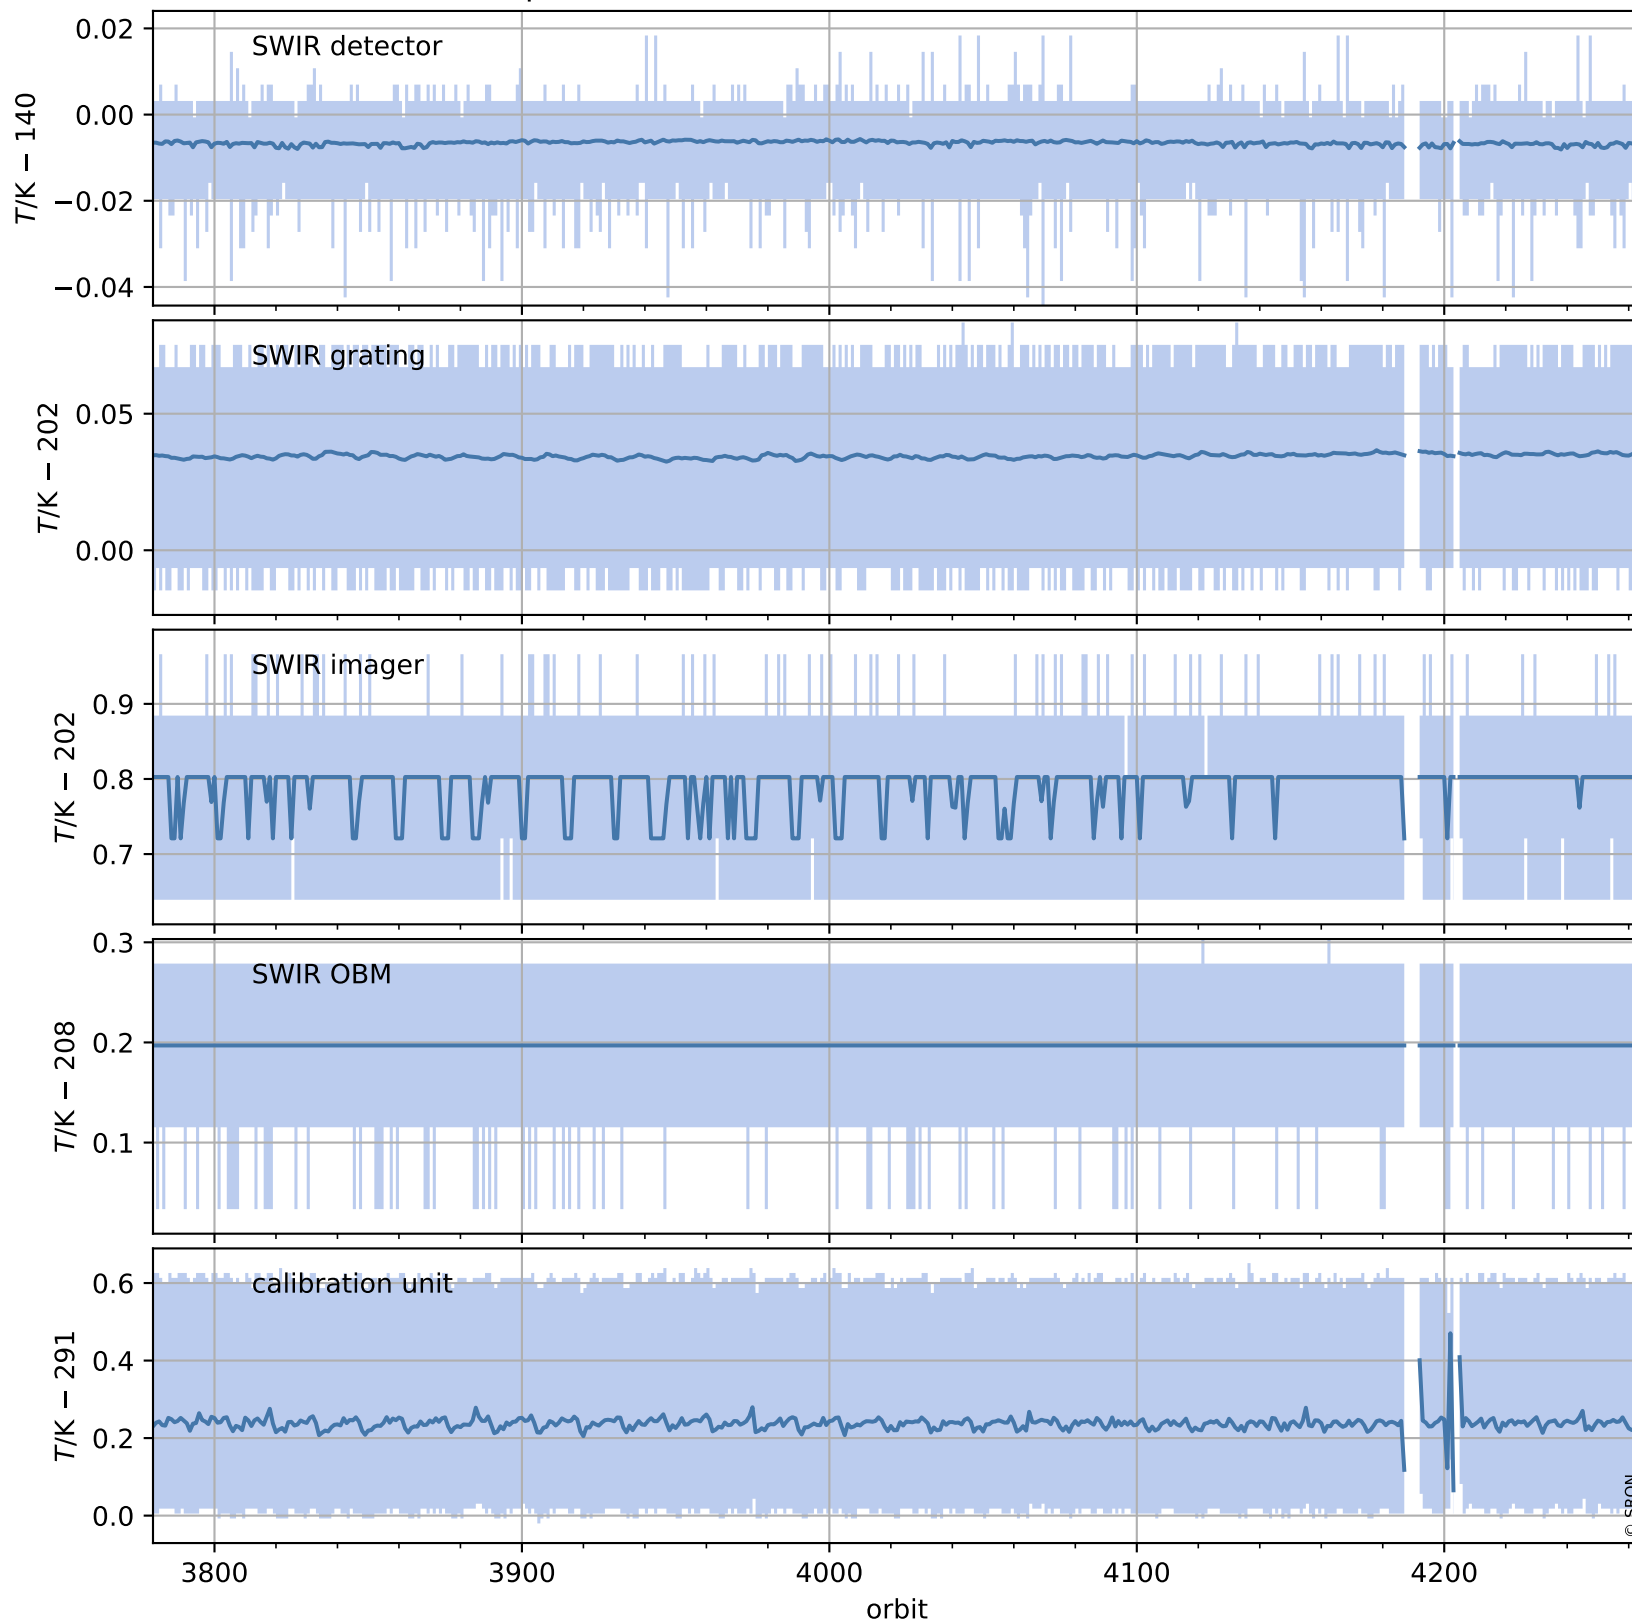 0.02
0.00
−0.02
−0.04
T/K − 140
SWIR detector
0.05
0.00
T/K − 202
SWIR grating
0.9
0.8
0.7
T/K − 202
SWIR imager
0.3
0.2
0.1
T/K − 208
SWIR OBM
0.6
0.4
0.2
0.0
T/K − 291
calibration unit
© SRON
3800 3900 4000 4100 4200
orbit